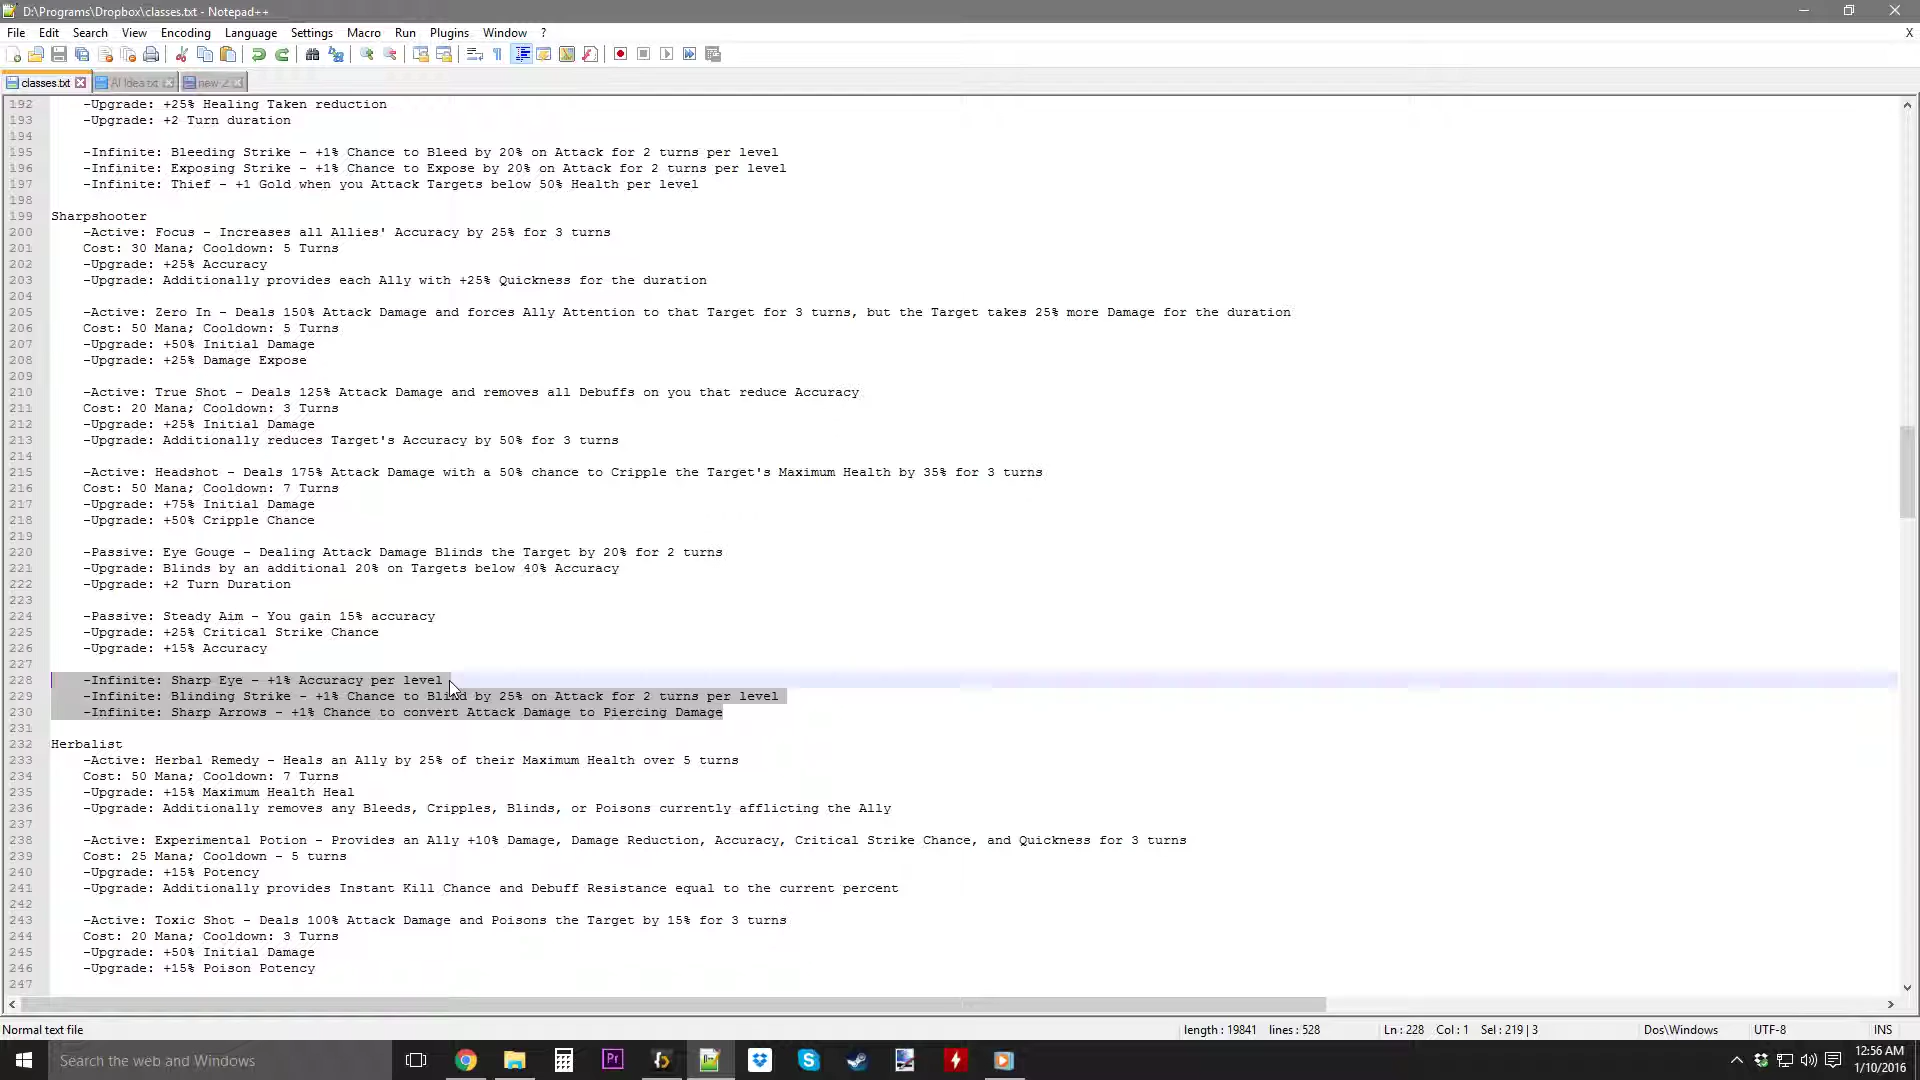 D:\Programs\Dropbox\classes.txt - Notepad++
File Edit Search View Encoding Language Settings Macro Run Plugins Window ? X
classes.txt AI Idea.txt new 2
192 -Upgrade: +25% Healing Taken reduction
193 -Upgrade: +2 Turn duration
194
195 -Infinite: Bleeding Strike - +1% Chance to Bleed by 20% on Attack for 2 turns per level
196 -Infinite: Exposing Strike - +1% Chance to Expose by 20% on Attack for 2 turns per level
197 -Infinite: Thief - +1 Gold when you Attack Targets below 50% Health per level
198
199 Sharpshooter
200 -Active: Focus - Increases all Allies' Accuracy by 25% for 3 turns
201 Cost: 30 Mana; Cooldown: 5 Turns
202 -Upgrade: +25% Accuracy
203 -Upgrade: Additionally provides each Ally with +25% Quickness for the duration
204
205 -Active: Zero In - Deals 150% Attack Damage and forces Ally Attention to that Target for 3 turns, but the Target takes 25% more Damage for the duration
206 Cost: 50 Mana; Cooldown: 5 Turns
207 -Upgrade: +50% Initial Damage
208 -Upgrade: +25% Damage Expose
209
210 -Active: True Shot - Deals 125% Attack Damage and removes all Debuffs on you that reduce Accuracy
211 Cost: 20 Mana; Cooldown: 3 Turns
212 -Upgrade: +25% Initial Damage
213 -Upgrade: Additionally reduces Target's Accuracy by 50% for 3 turns
214
215 -Active: Headshot - Deals 175% Attack Damage with a 50% chance to Cripple the Target's Maximum Health by 35% for 3 turns
216 Cost: 50 Mana; Cooldown: 7 Turns
217 -Upgrade: +75% Initial Damage
218 -Upgrade: +50% Cripple Chance
219
220 -Passive: Eye Gouge - Dealing Attack Damage Blinds the Target by 20% for 2 turns
221 -Upgrade: Blinds by an additional 20% on Targets below 40% Accuracy
222 -Upgrade: +2 Turn Duration
223
224 -Passive: Steady Aim - You gain 15% accuracy
225 -Upgrade: +25% Critical Strike Chance
226 -Upgrade: +15% Accuracy
227
228 -Infinite: Sharp Eye - +1% Accuracy per level
229 -Infinite: Blinding Strike - +1% Chance to Blind by 25% on Attack for 2 turns per level
230 -Infinite: Sharp Arrows - +1% Chance to convert Attack Damage to Piercing Damage
231
232 Herbalist
233 -Active: Herbal Remedy - Heals an Ally by 25% of their Maximum Health over 5 turns
234 Cost: 50 Mana; Cooldown: 7 Turns
235 -Upgrade: +15% Maximum Health Heal
236 -Upgrade: Additionally removes any Bleeds, Cripples, Blinds, or Poisons currently afflicting the Ally
237
238 -Active: Experimental Potion - Provides an Ally +10% Damage, Damage Reduction, Accuracy, Critical Strike Chance, and Quickness for 3 turns
239 Cost: 25 Mana; Cooldown - 5 turns
240 -Upgrade: +15% Potency
241 -Upgrade: Additionally provides Instant Kill Chance and Debuff Resistance equal to the current percent
242
243 -Active: Toxic Shot - Deals 100% Attack Damage and Poisons the Target by 15% for 3 turns
244 Cost: 20 Mana; Cooldown: 3 Turns
245 -Upgrade: +50% Initial Damage
246 -Upgrade: +15% Poison Potency
247
Normal text file length : 19841 lines : 528 Ln : 228 Col : 1 Sel : 219 | 3 Dos\Windows UTF-8 INS
Search the web and Windows Pr 12:56 AM
1/10/2016